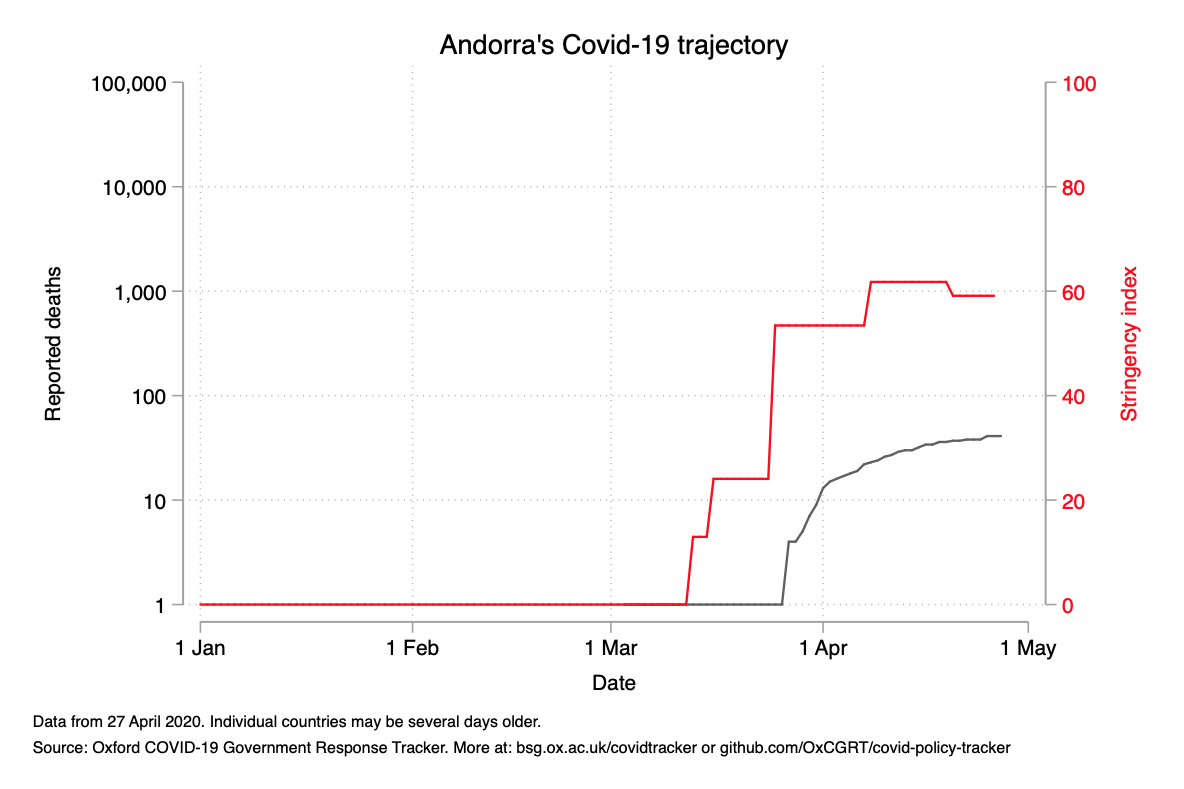 Andorra's Covid-19 trajectory
100,000
10,000
1,000
100
10
1
Reported deaths
100
80
60
40
20
0
Stringency index
1 Jan 1 Feb 1 Mar 1 Apr 1 May
Date
Data from 27 April 2020. Individual countries may be several days older.
Source: Oxford COVID-19 Government Response Tracker. More at: bsg.ox.ac.uk/covidtracker or github.com/OxCGRT/covid-policy-tracker